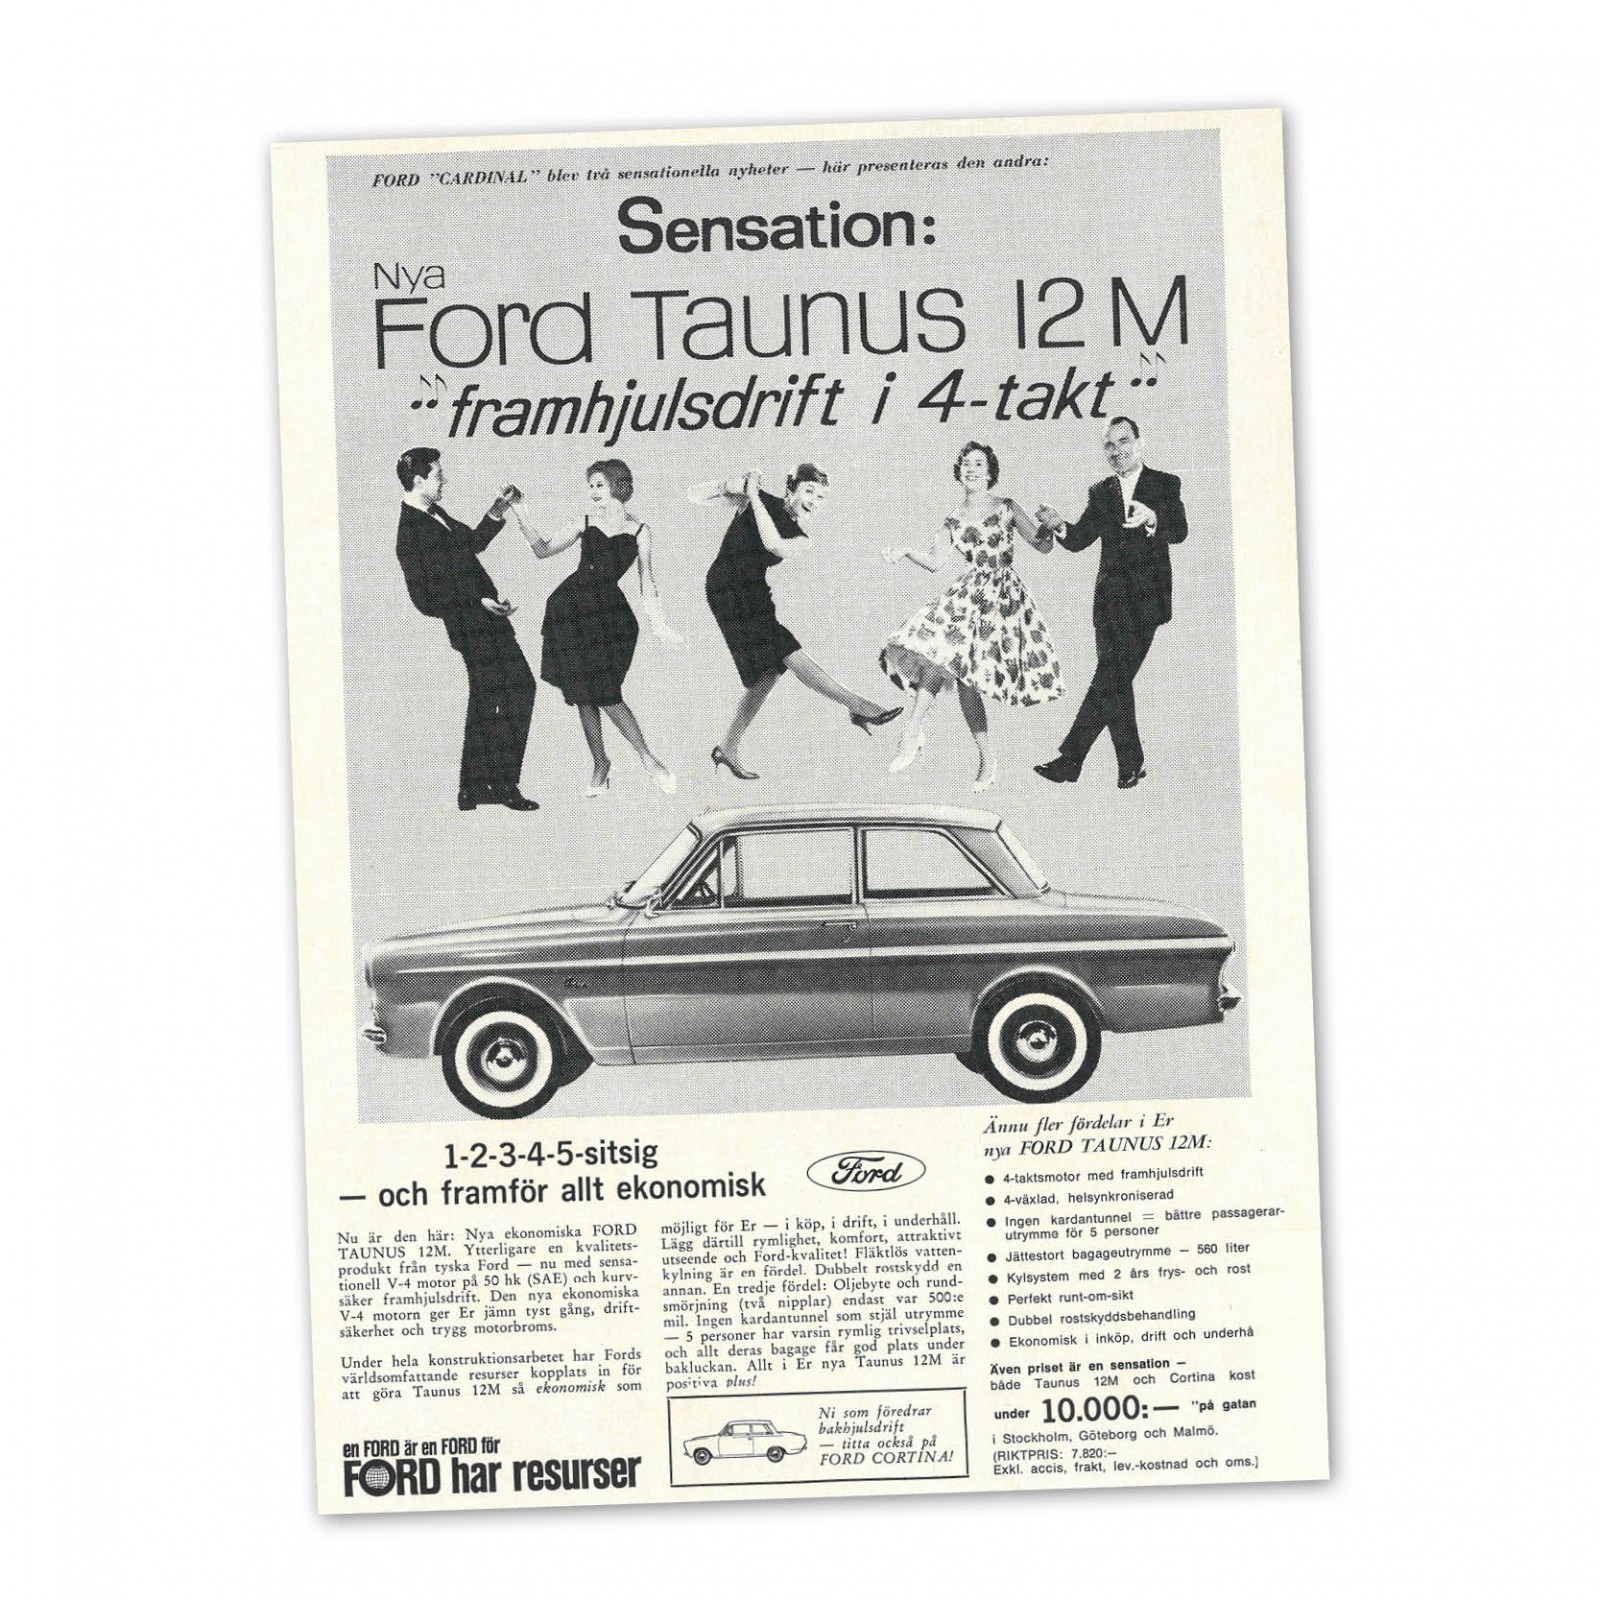 FORD "CARDINAL" blev två sensationella nyheter — här presenteras den andra:
Sensation:
Nya
Ford Taunus 12 M
"framhjulsdrift i 4-takt"
1-2-3-4-5-sitsig
— och framför allt ekonomisk
Ford
Nu är den här: Nya ekonomiska FORD
TAUNUS 12M. Ytterligare en kvalitets-
produkt från tyska Ford — nu med sensa-
tionell V-4 motor på 50 hk (SAE) och kurv-
säker framhjulsdrift. Den nya ekonomiska
V-4 motorn ger Er jämn tyst gång, drift-
säkerhet och trygg motorbroms.
Under hela konstruktionsarbetet har Fords
världsomfattande resurser kopplats in för
att göra Taunus 12M så ekonomisk som
möjligt för Er — i köp, i drift, i underhåll.
Lägg därtill rymlighet, komfort, attraktivt
utseende och Ford-kvalitet! Fläktlös vatten-
kylning är en fördel. Dubbelt rostskydd en
annan. En tredje fördel: Oljebyte och rund-
smörjning (två nipplar) endast var 500:e
mil. Ingen kardantunnel som stjäl utrymme
— 5 personer har varsin rymlig trivselplats,
och allt deras bagage får god plats under
bakluckan. Allt i Er nya Taunus 12M är
positiva plus!
Ännu fler fördelar i Er
nya FORD TAUNUS 12M:
● 4-taktsmotor med framhjulsdrift
● 4-växlad, helsynkroniserad
● Ingen kardantunnel = bättre passagerar-
utrymme för 5 personer
● Jättestort bagageutrymme — 560 liter
● Kylsystem med 2 års frys- och rost
● Perfekt runt-om-sikt
● Dubbel rostskyddsbehandling
● Ekonomisk i inköp, drift och underhå
Även priset är en sensation —
både Taunus 12M och Cortina kost
under 10.000:— "på gatan
i Stockholm, Göteborg och Malmö.
(RIKTPRIS: 7.820:—
Exkl. accis, frakt, lev.-kostnad och oms.)
en FORD är en FORD för
FORD har resurser
Ni som föredrar
bakhjulsdrift
— titta också på
FORD CORTINA!